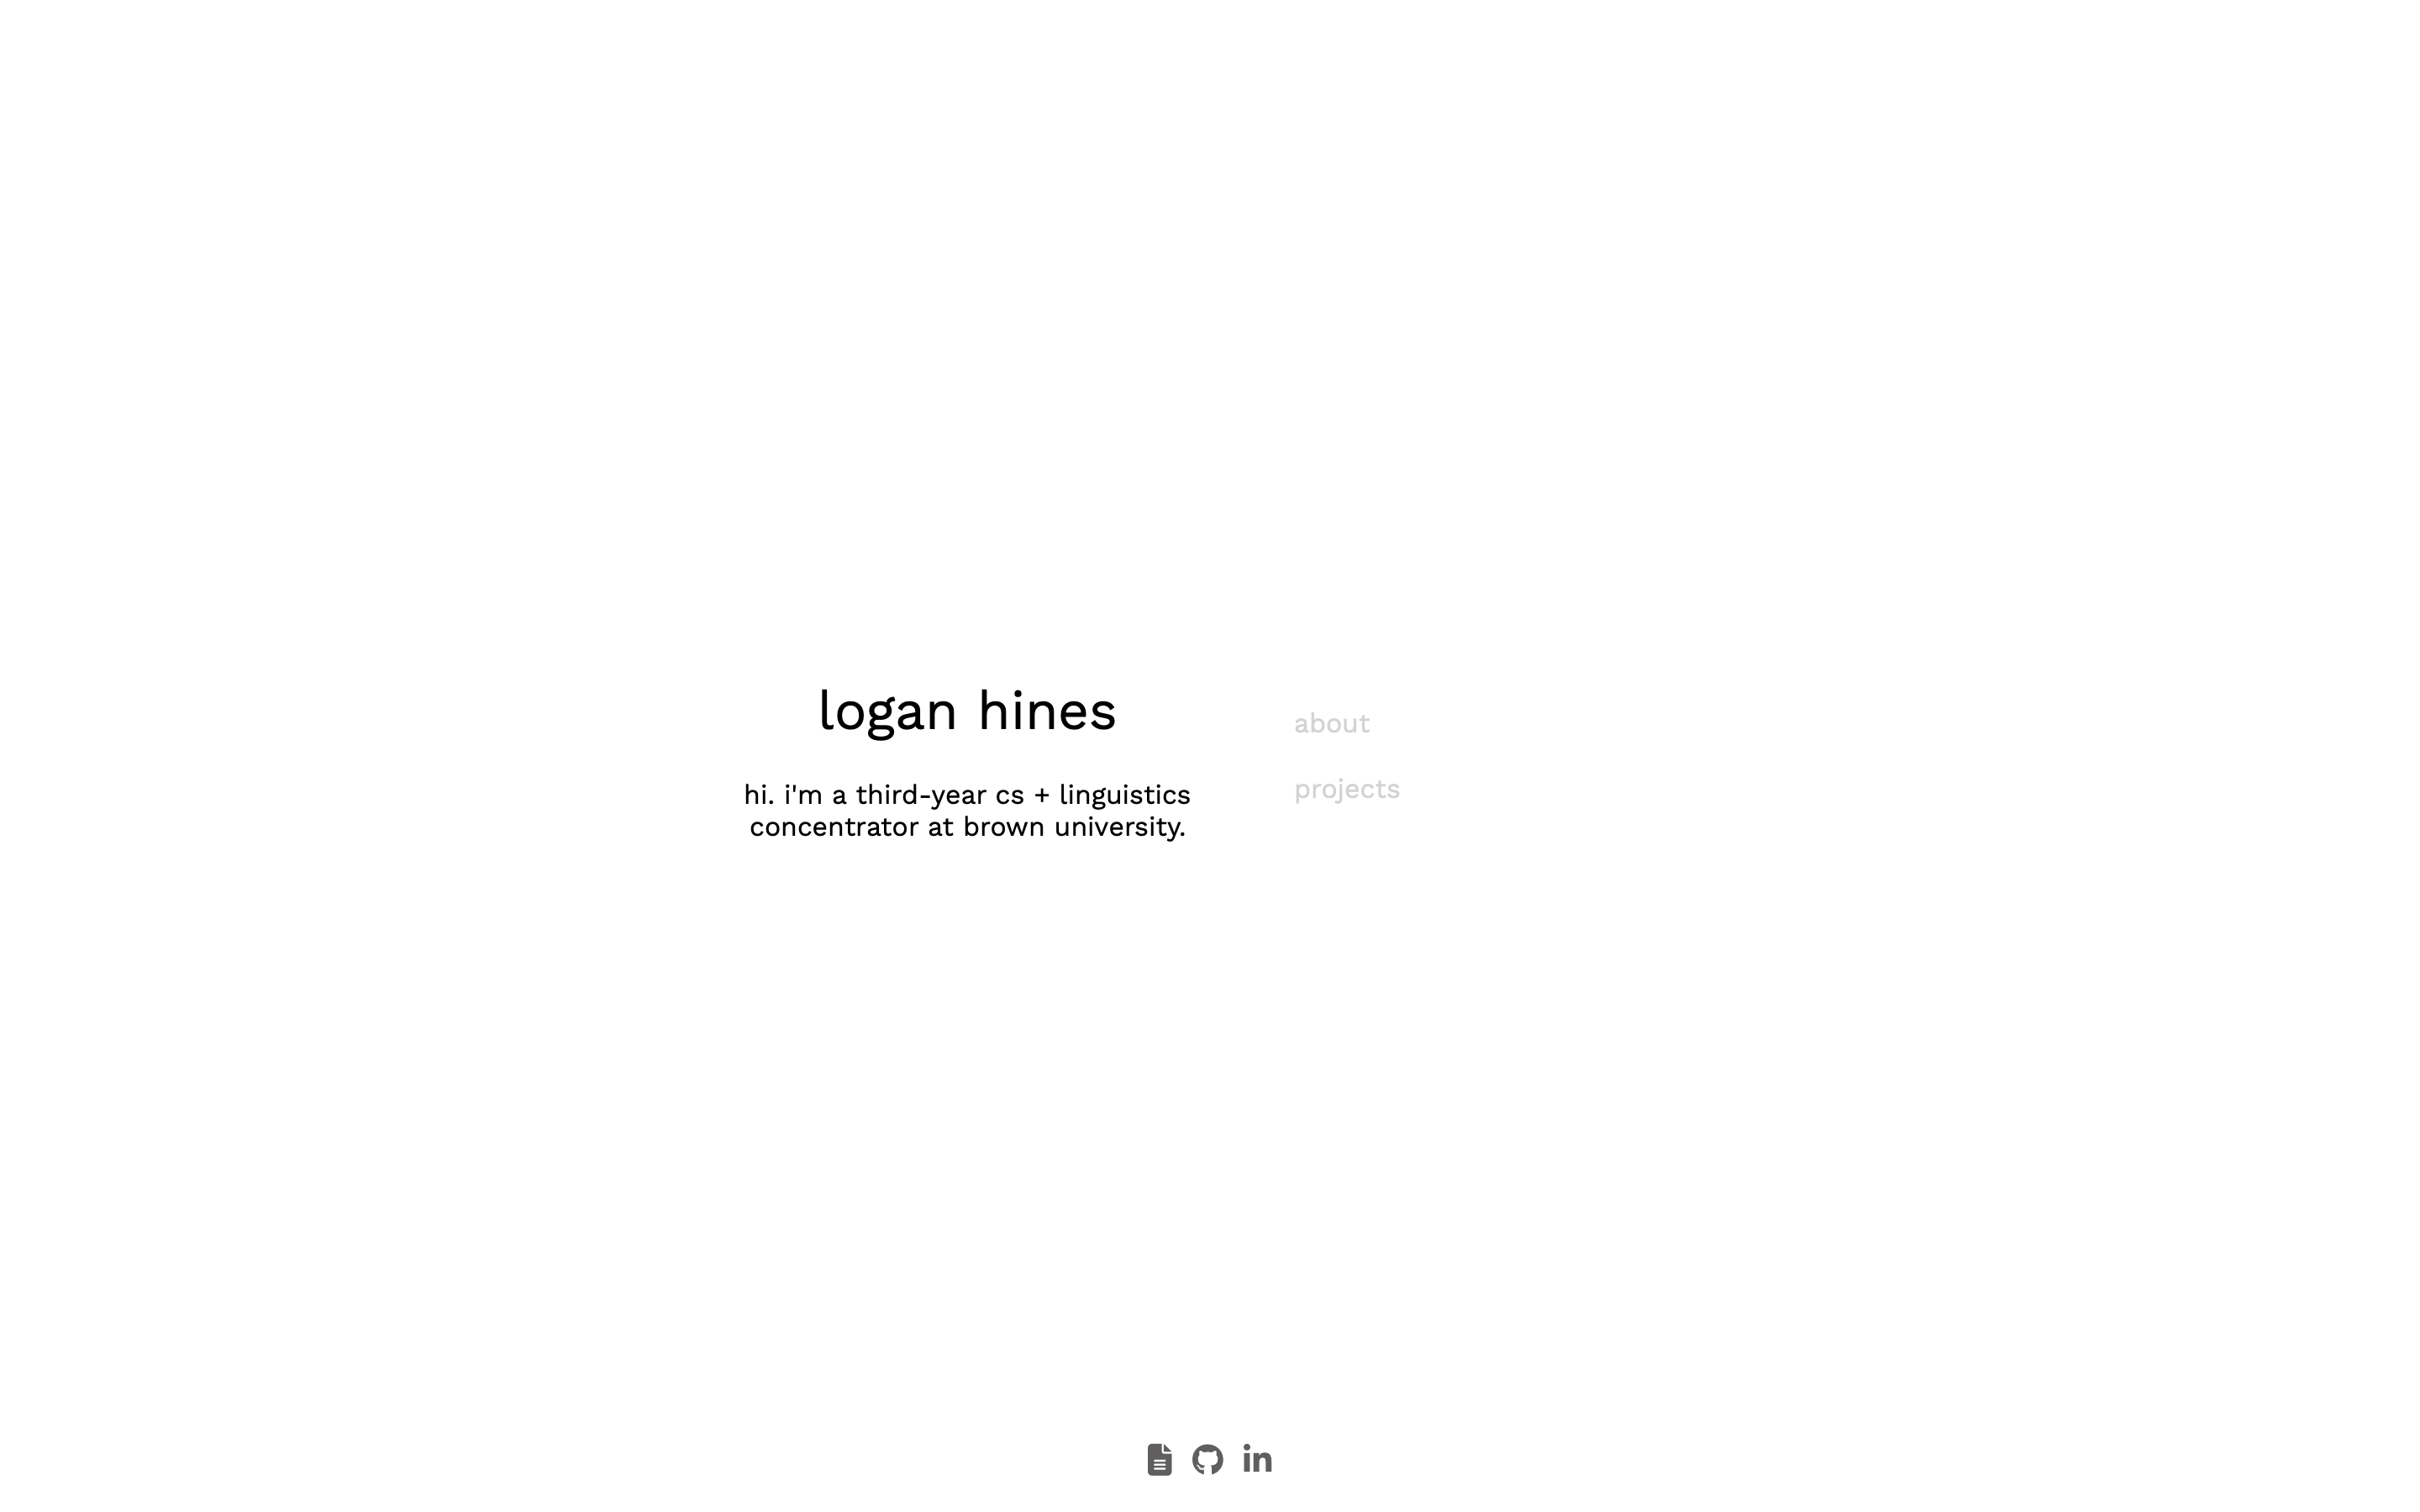 logan hines
hi. i'm a third-year cs + linguistics
concentrator at brown university.
about
projects
in